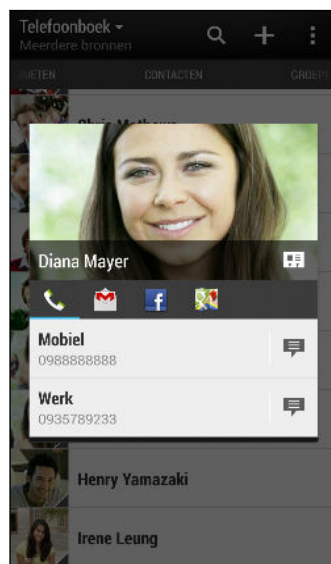 Telefoonboek
Meerdere bronnen
CONTACTEN
Diana Mayer
Mobiel
0988888888
Werk
0935789233
Henry Yamazaki
Irene Leung